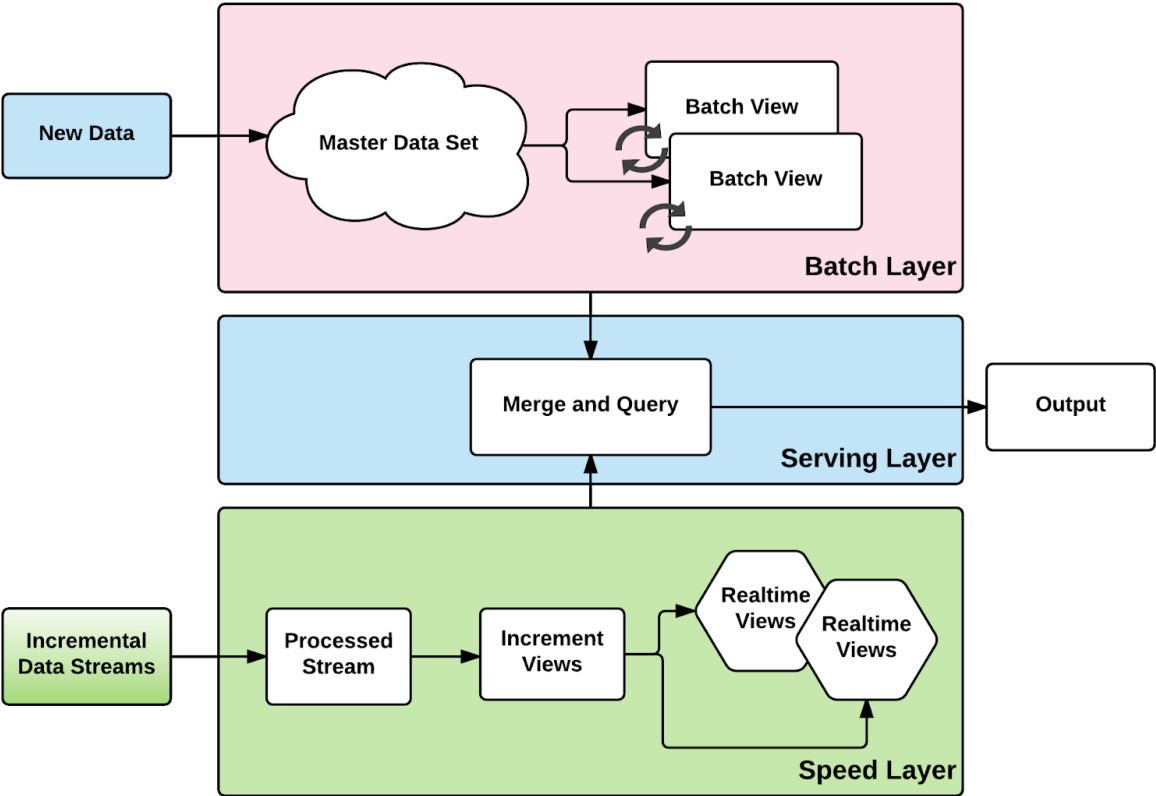 New Data
Master Data Set
Batch View
Batch View
Batch Layer
Merge and Query
Output
Serving Layer
Incremental
Data Streams
Processed
Stream
Increment
Views
Realtime
Views
Realtime
Views
Speed Layer